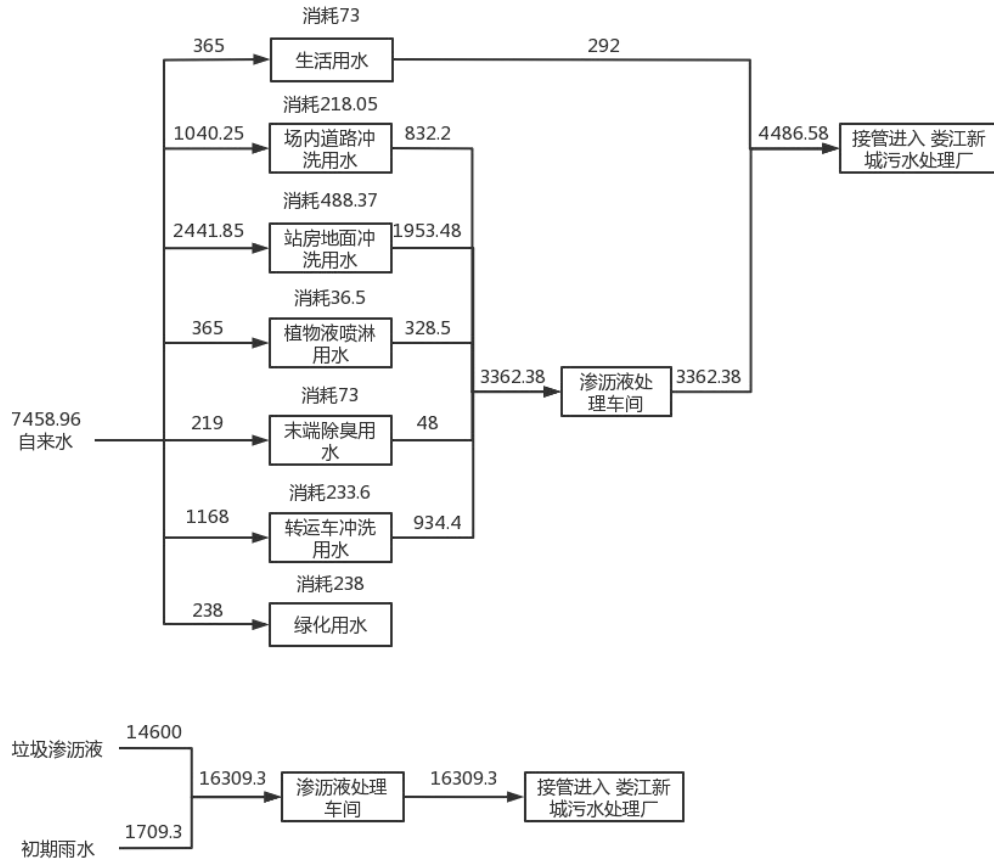 消耗73
365
生活用水
292
消耗218.05
1040.25
场内道路冲
洗用水
832.2
4486.58
接管进入 娄江新
城污水处理厂
消耗488.37
2441.85
站房地面冲
洗用水
1953.48
消耗36.5
365
植物液喷淋
用水
328.5
3362.38
渗沥液处
理车间
3362.38
消耗73
7458.96
自来水
219
末端除臭用
水
48
消耗233.6
1168
转运车冲洗
用水
934.4
消耗238
238
绿化用水
垃圾渗沥液
14600
16309.3
渗沥液处理
车间
16309.3
接管进入 娄江新
城污水处理厂
初期雨水
1709.3